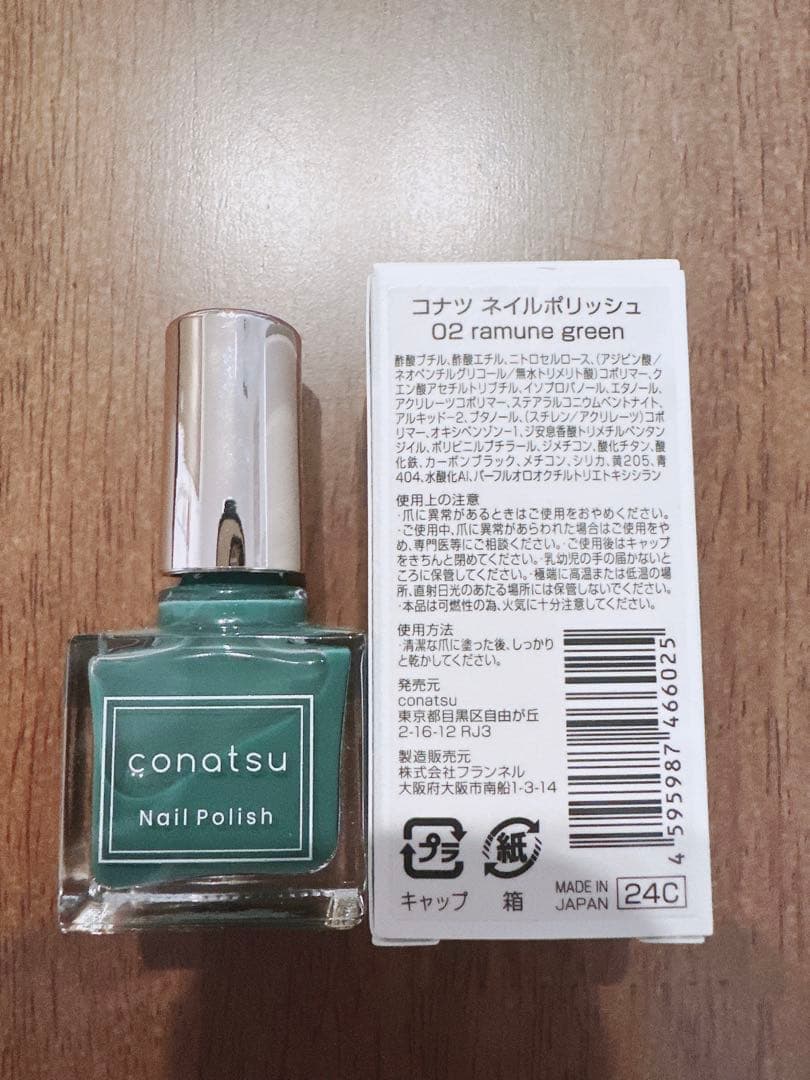 conatsu
Nail Polish
コナツ ネイルポリッシュ
02 ramune green
酢酸ブチル、酢酸エチル、ニトロセルロース、(アジピン酸/
ネオペンチルグリコール/無水トリメリト酸)コポリマー、ク
エン酸アセチルトリブチル、イソプロパノール、エタノール、
アクリレーツコポリマー、ステアラルコニウムベントナイト、
アルキッド-2、ブタノール、(スチレン/アクリレーツ)コポ
リマー、オキシベンゾン-1、ジ安息香酸トリメチルペンタン
ジイル、ポリビニルブチラール、ジメチコン、酸化チタン、酸
化鉄、カーボンブラック、メチコン、シリカ、黄205、青
404、水酸化Al、パーフルオロオクチルトリエトキシシラン
使用上の注意
・爪に異常があるときはご使用をおやめください。
・ご使用中、爪に異常があらわれた場合はご使用をや
め、専門医等にご相談ください。・ご使用後はキャップ
をきちんと閉めてください。・乳幼児の手の届かないと
ころに保管してください。・極端に高温または低温の場
所、直射日光のあたる場所には保管しないでください。
・本品は可燃性の為、火気に十分注意してください。
使用方法
・清潔な爪に塗った後、しっかり
と乾かしてください。
発売元
conatsu
東京都目黒区自由が丘
2-16-12 RJ3
製造販売元
株式会社フランネル
大阪府大阪市南船1-3-14
4 595987 466025
プラ
キャップ
紙
箱
MADE IN
JAPAN
24C